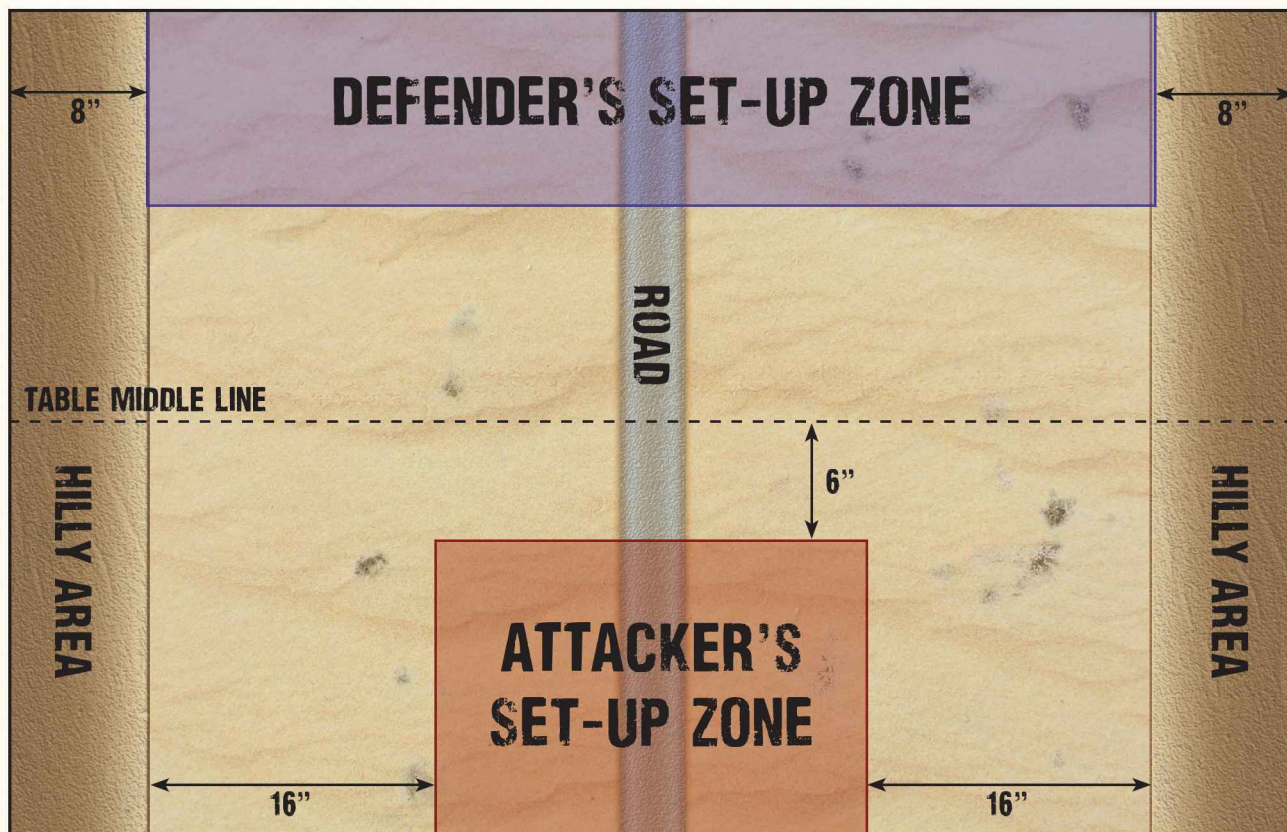 DEFENDER'S SET-UP ZONE
8”
8”
ROAD
TABLE MIDDLE LINE
6”
HILLY AREA
HILLY AREA
ATTACKER'S
SET-UP ZONE
16”
16”